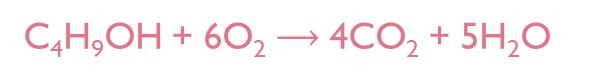 C₄H₉OH + 6O₂ ⟶ 4CO₂ + 5H₂O